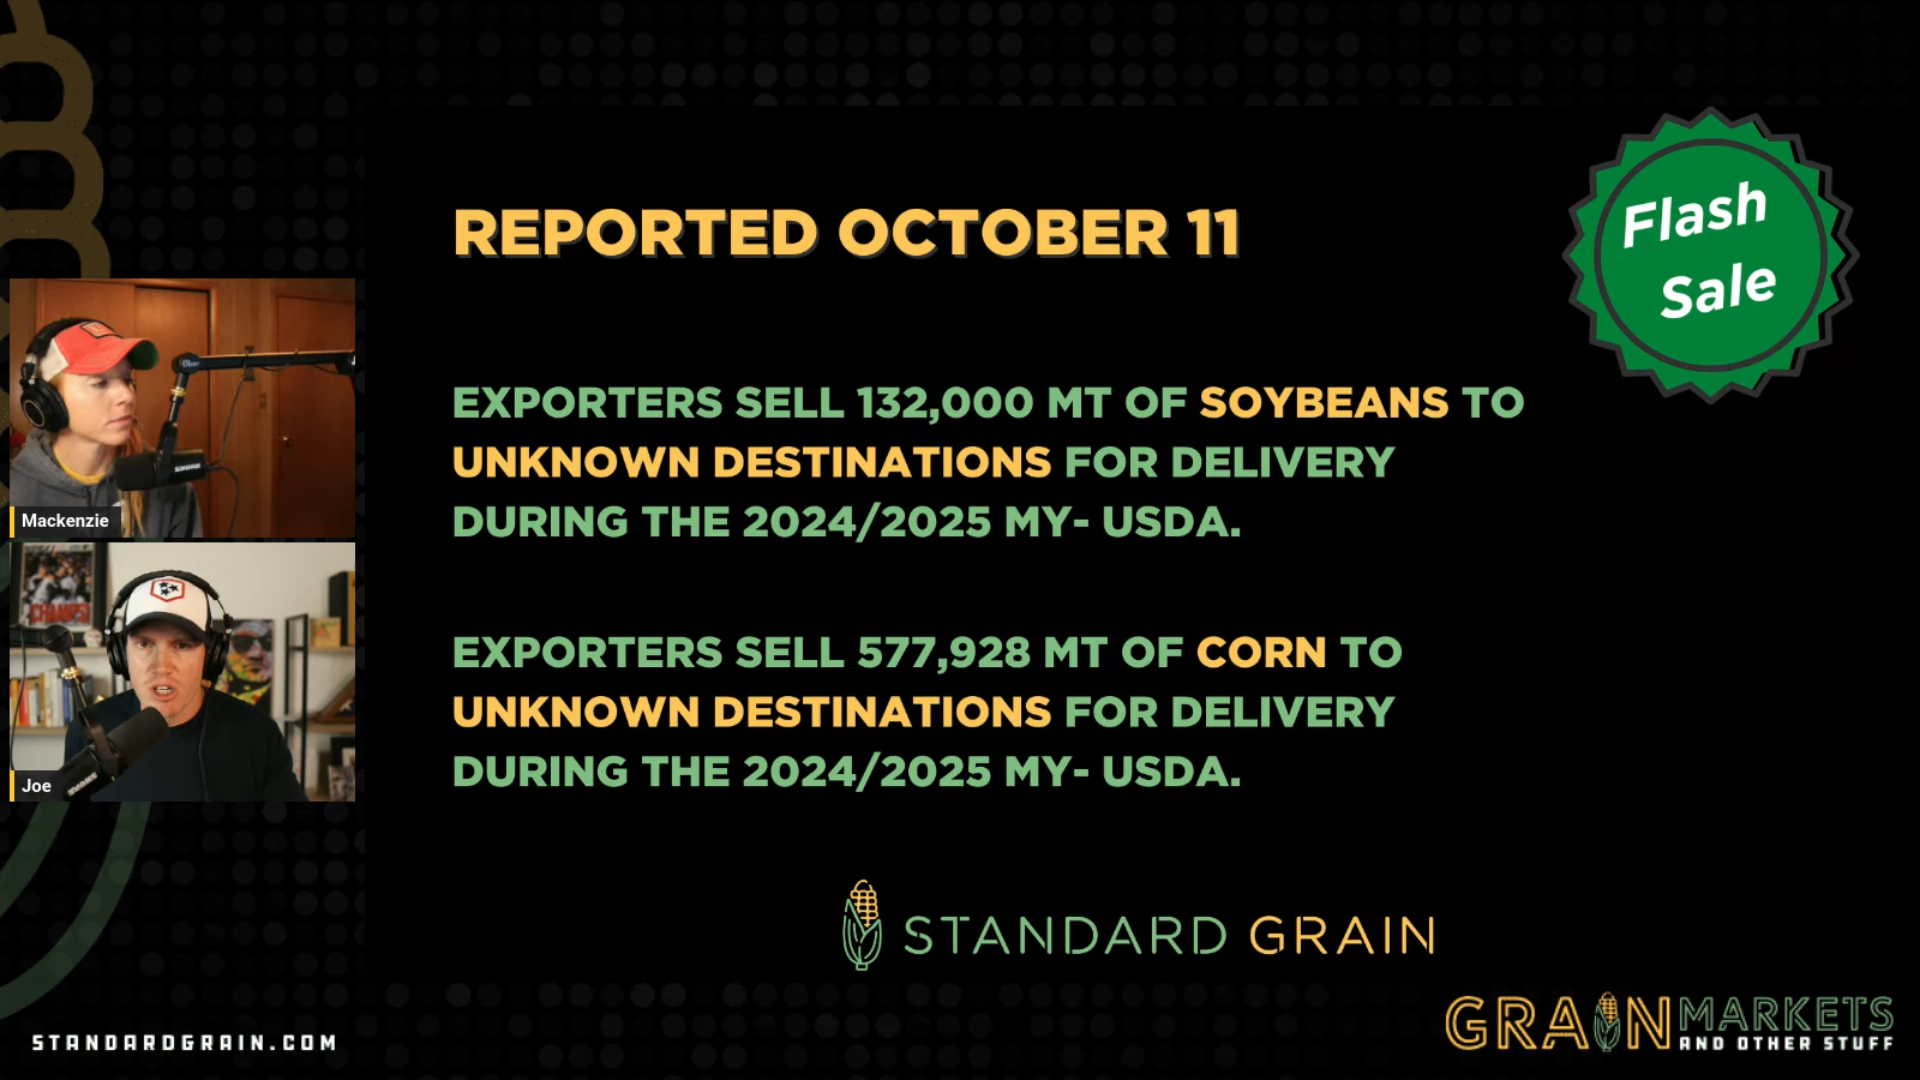 REPORTED OCTOBER 11
Flash
Sale
EXPORTERS SELL 132,000 MT OF SOYBEANS TO
UNKNOWN DESTINATIONS FOR DELIVERY
DURING THE 2024/2025 MY- USDA.
EXPORTERS SELL 577,928 MT OF CORN TO
UNKNOWN DESTINATIONS FOR DELIVERY
DURING THE 2024/2025 MY- USDA.
Mackenzie
CHAMPS!
Joe
STANDARD GRAIN
STANDARDGRAIN.COM
GRAIN MARKETS
AND OTHER STUFF